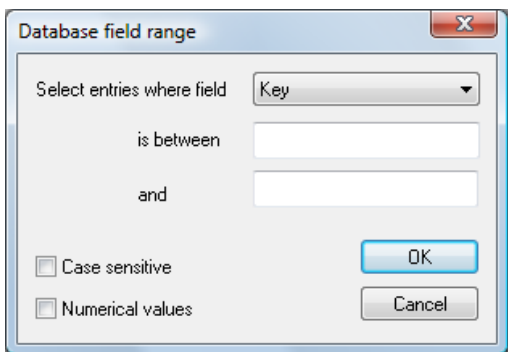 Database field range
Select entries where field Key
is between
and
Case sensitive
OK
Numerical values
Cancel